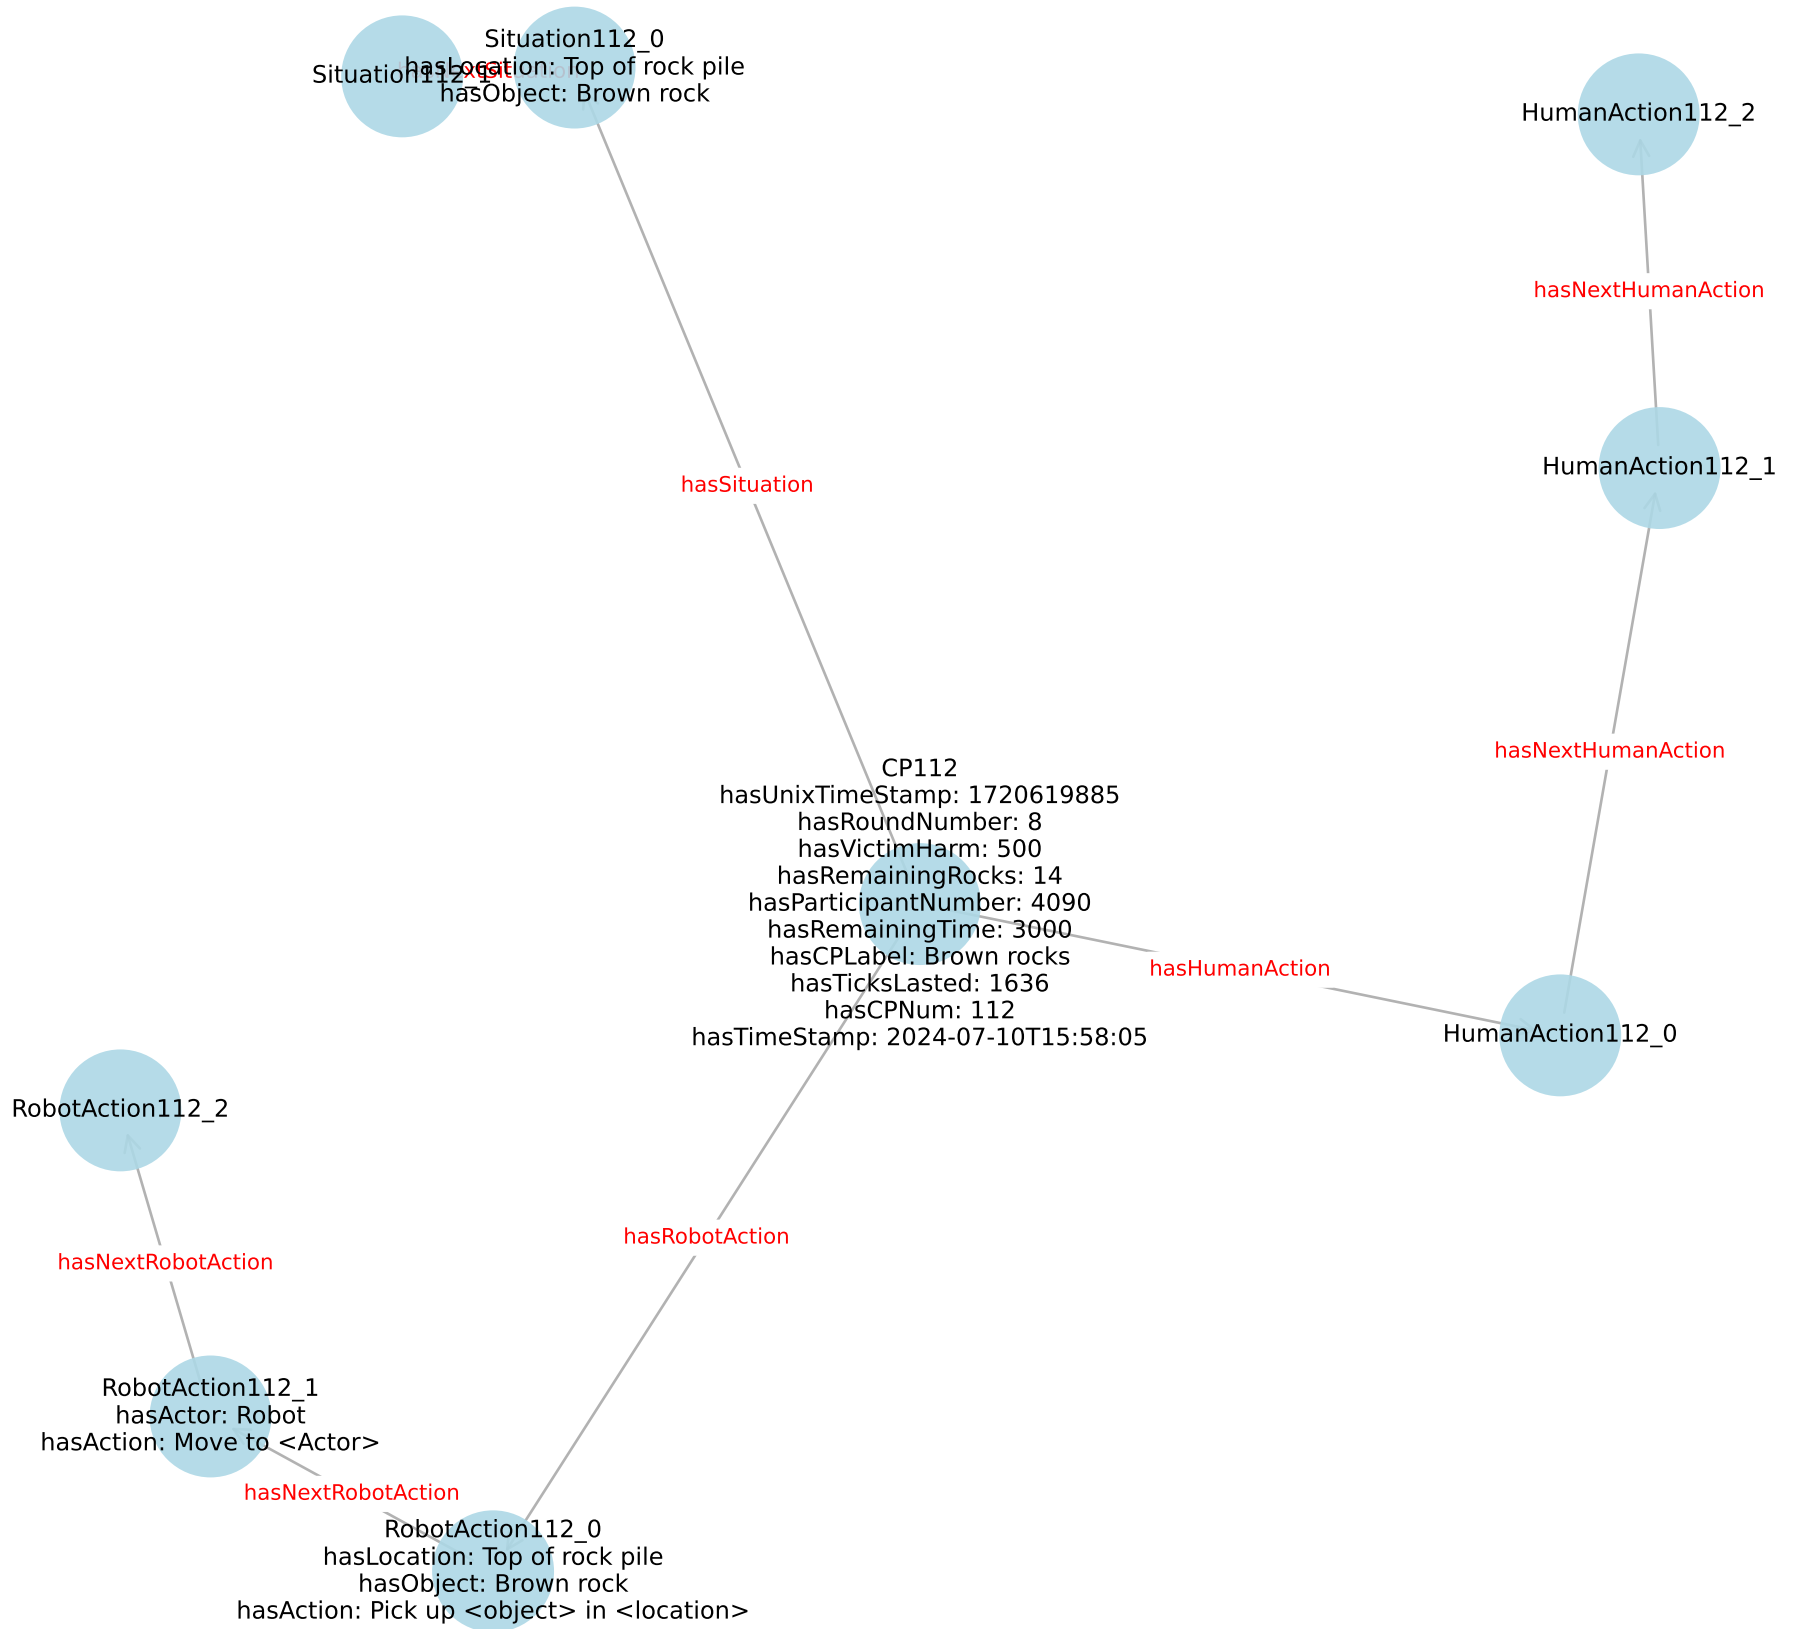 Situation112_0
hasLocation: Top of rock pile
hasObject: Brown rock
Situation112_1
HumanAction112_2
hasNextHumanAction
HumanAction112_1
hasSituation
hasNextHumanAction
CP112
hasUnixTimeStamp: 1720619885
hasRoundNumber: 8
hasVictimHarm: 500
hasRemainingRocks: 14
hasParticipantNumber: 4090
hasRemainingTime: 3000
hasCPLabel: Brown rocks
hasTicksLasted: 1636
hasCPNum: 112
hasTimeStamp: 2024-07-10T15:58:05
hasHumanAction
HumanAction112_0
RobotAction112_2
hasRobotAction
hasNextRobotAction
RobotAction112_1
hasActor: Robot
hasAction: Move to <Actor>
hasNextRobotAction
RobotAction112_0
hasLocation: Top of rock pile
hasObject: Brown rock
hasAction: Pick up <object> in <location>